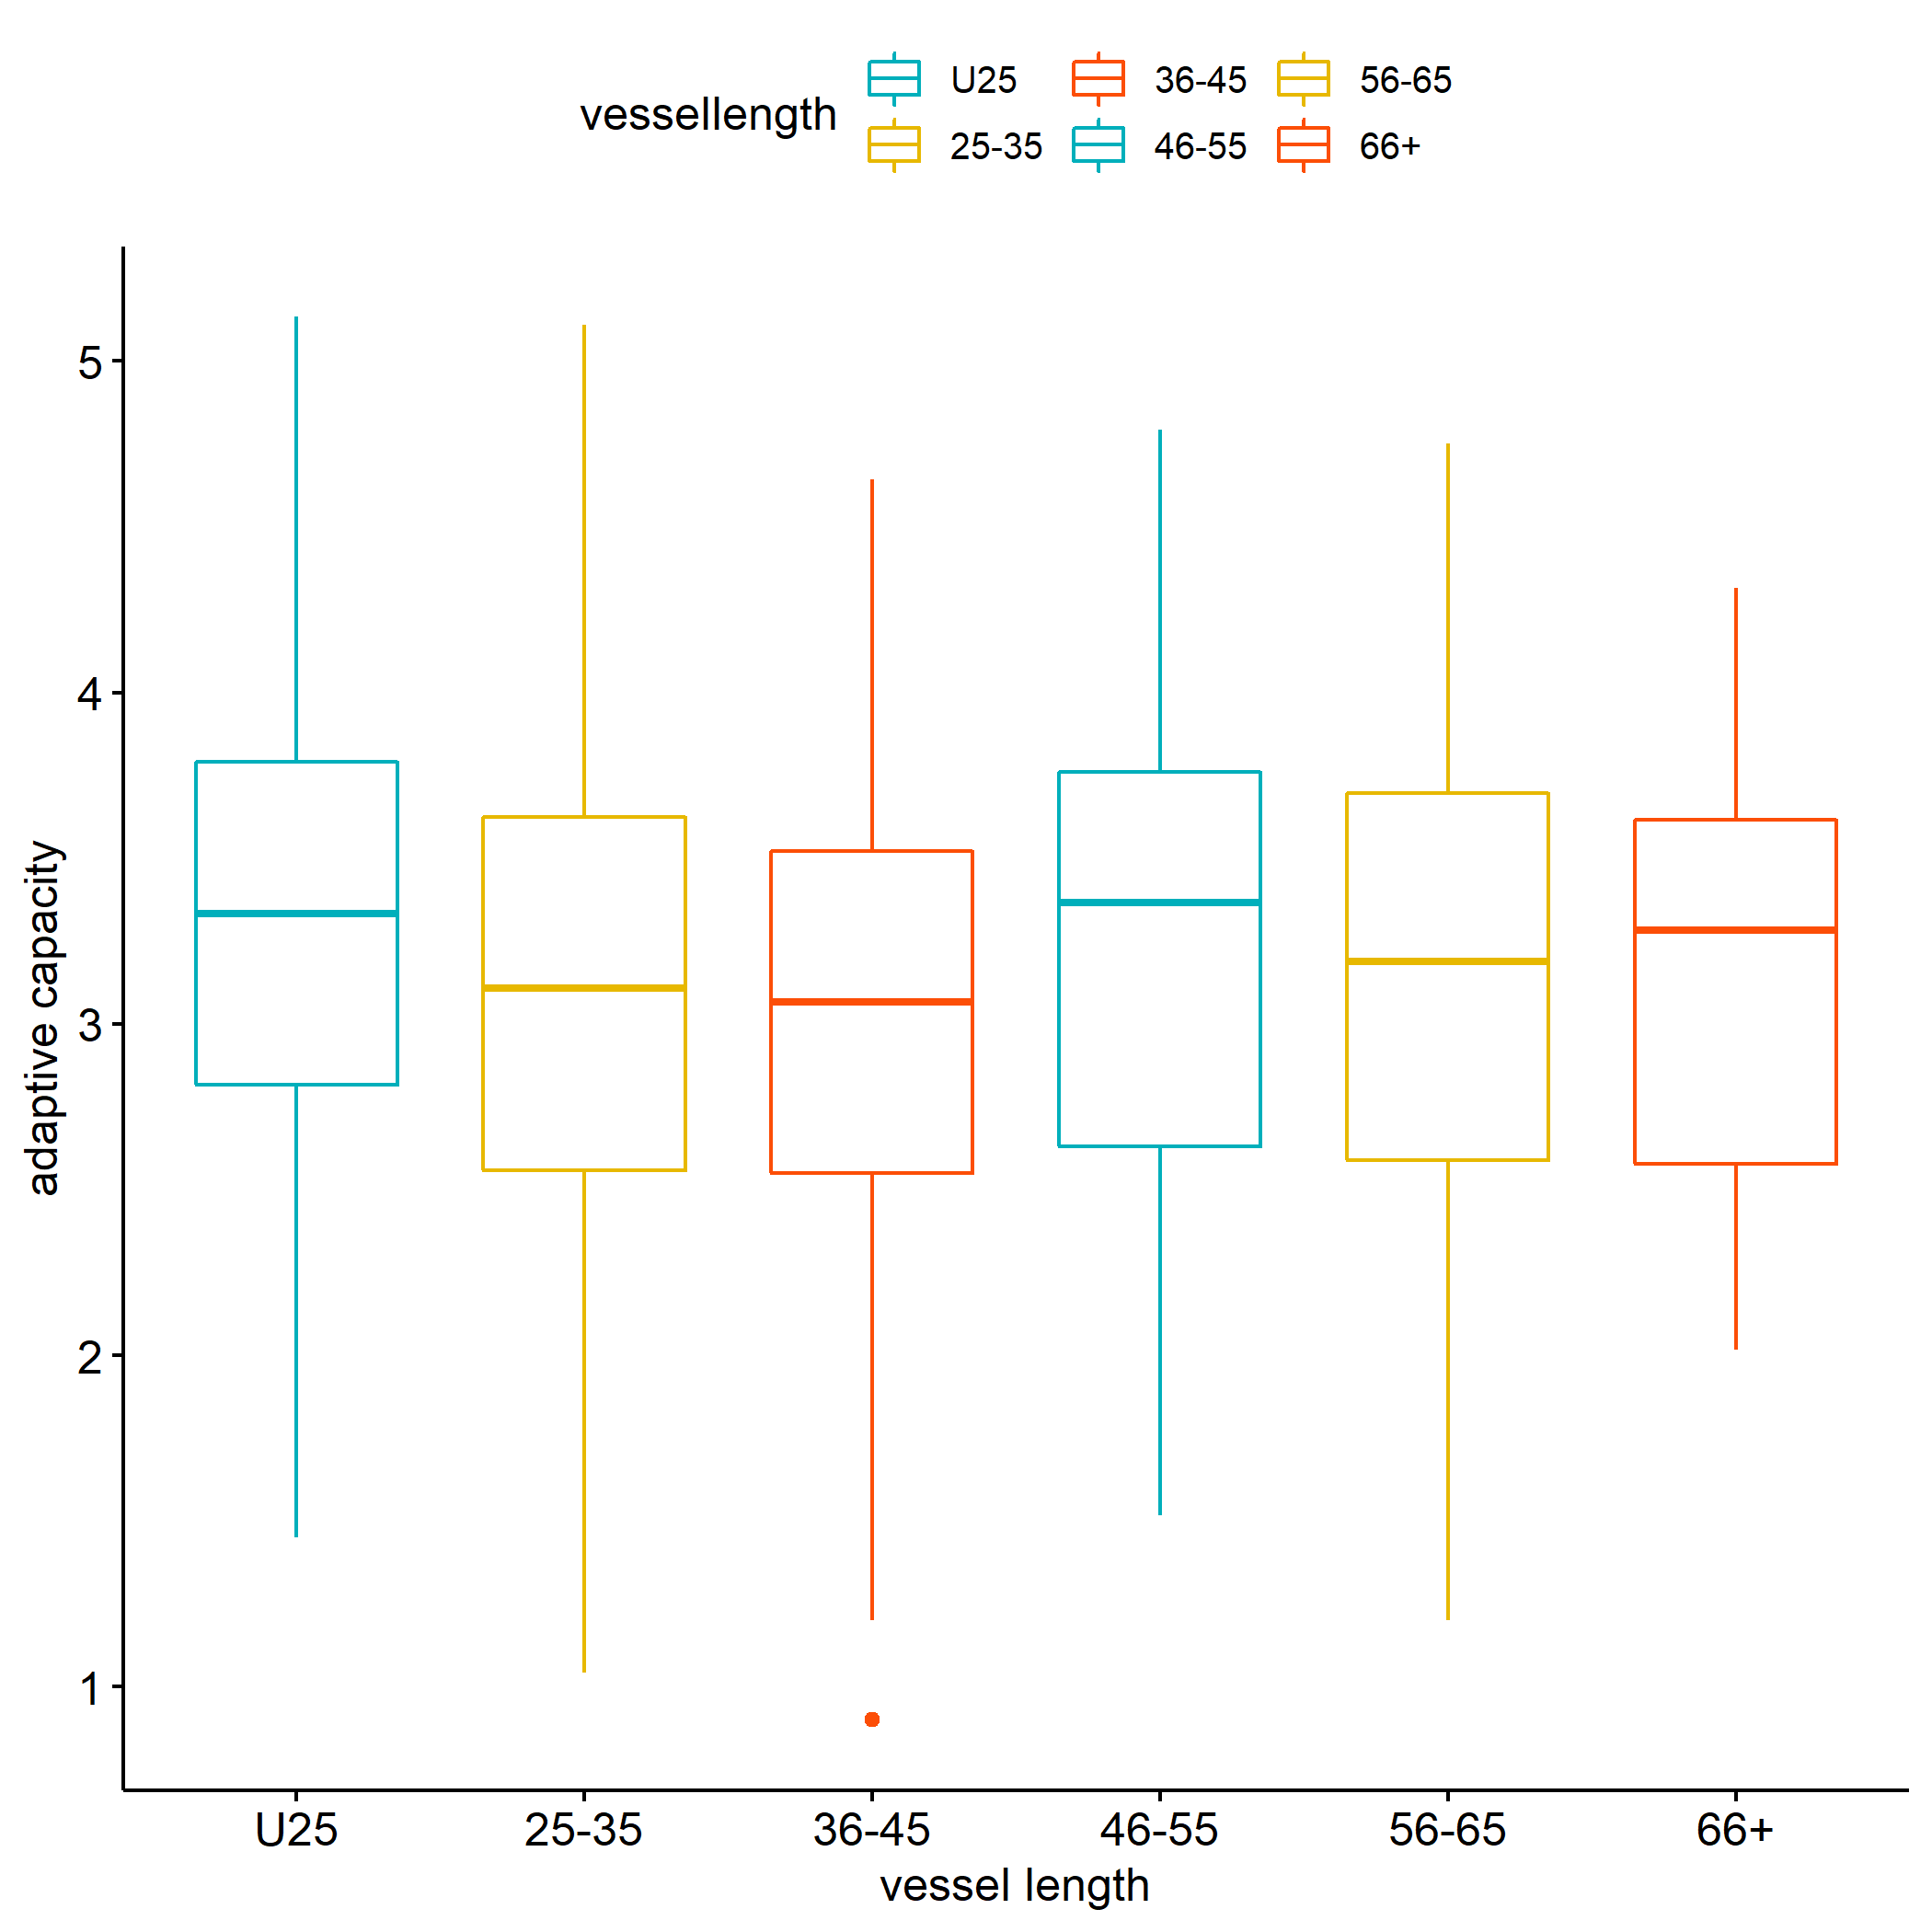 vessellength
U25 36-45 56-65
25-35 46-55 66+
adaptive capacity
5
4
3
2
1
U25 25-35 36-45 46-55 56-65 66+
vessel length